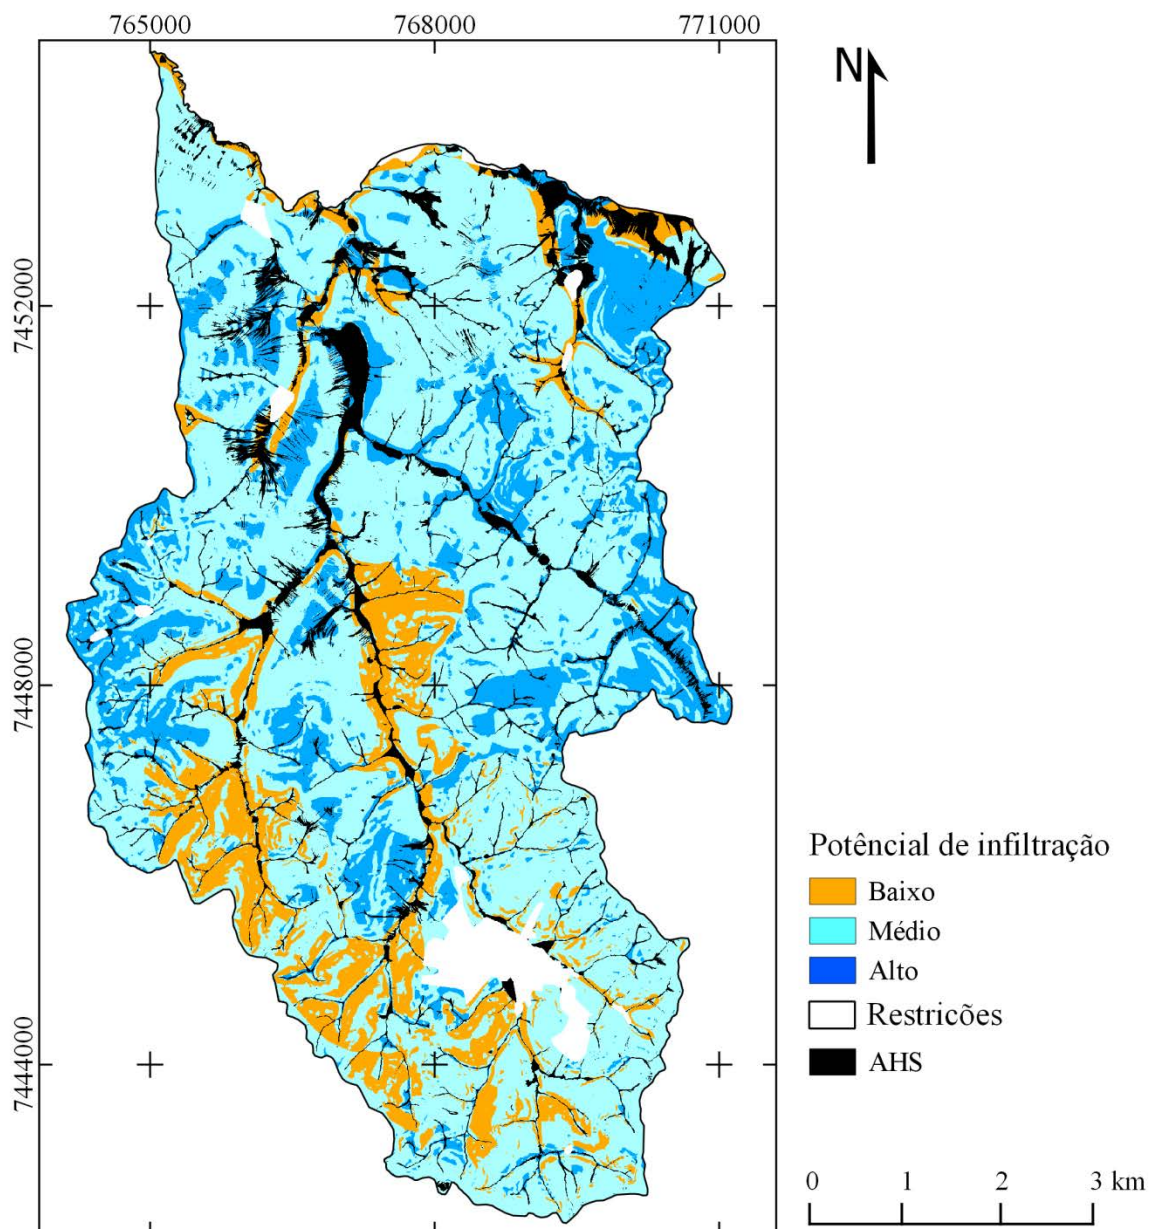 765000 768000 771000
N
7452000
7448000
7444000
Potêncial de infiltração
Baixo
Médio
Alto
Restricões
AHS
0 1 2 3 km